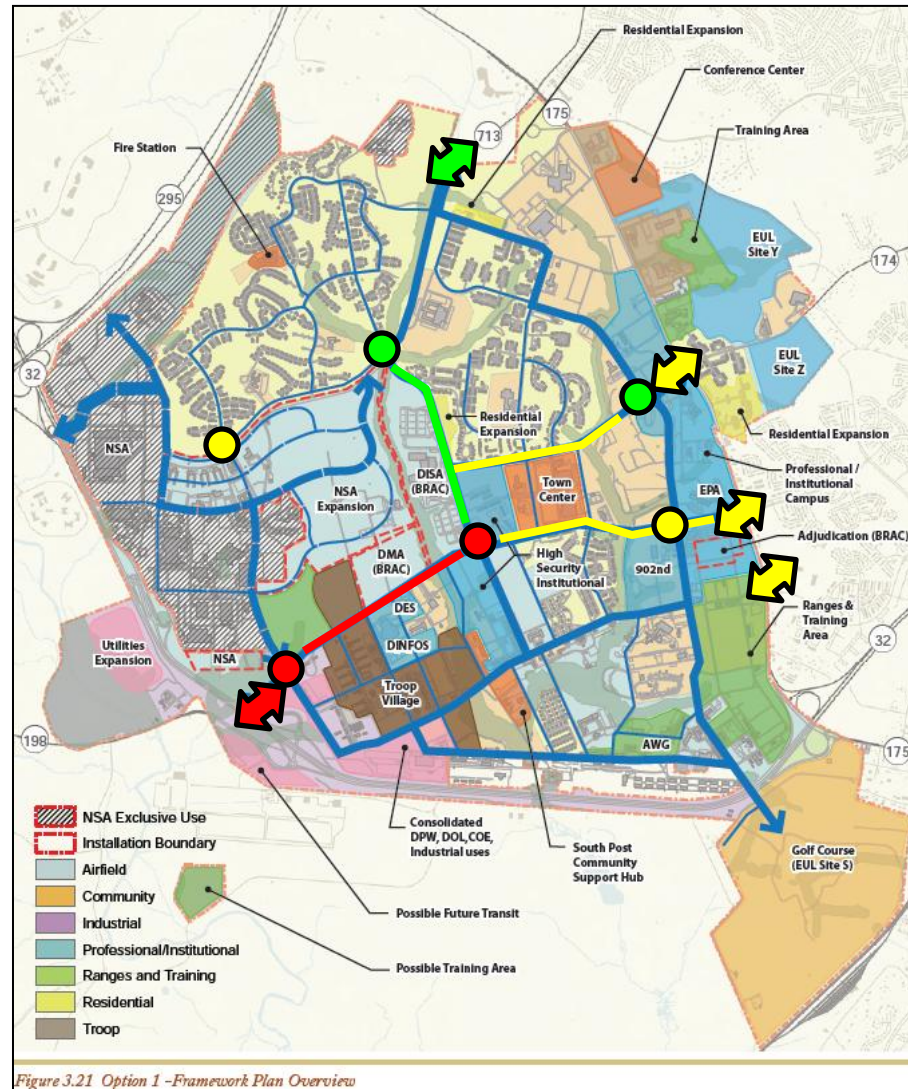 Residential Expansion
Conference Center
175
713
Training Area
Fire Station
295
EUL
Site Y
174
32
EUL
Site Z
Residential
Expansion
Residential Expansion
NSA
DISA
(BRAC)
Town
Center
Professional /
Institutional
Campus
NSA
Expansion
EPA
Adjudication (BRAC)
DMA
(BRAC)
High
Security
Institutional
902nd
DES
Ranges &
Training
Area
DINFOS
Utilities
Expansion
NSA
32
Troop
Village
198
AWG
175
NSA Exclusive Use
Installation Boundary
Airfield
Community
Industrial
Professional/Institutional
Ranges and Training
Residential
Troop
Consolidated
DPW, DOL,COE,
Industrial uses
South Post
Community
Support Hub
Golf Course
(EUL Site S)
Possible Future Transit
Possible Training Area
Figure 3.21 Option 1 -Framework Plan Overview